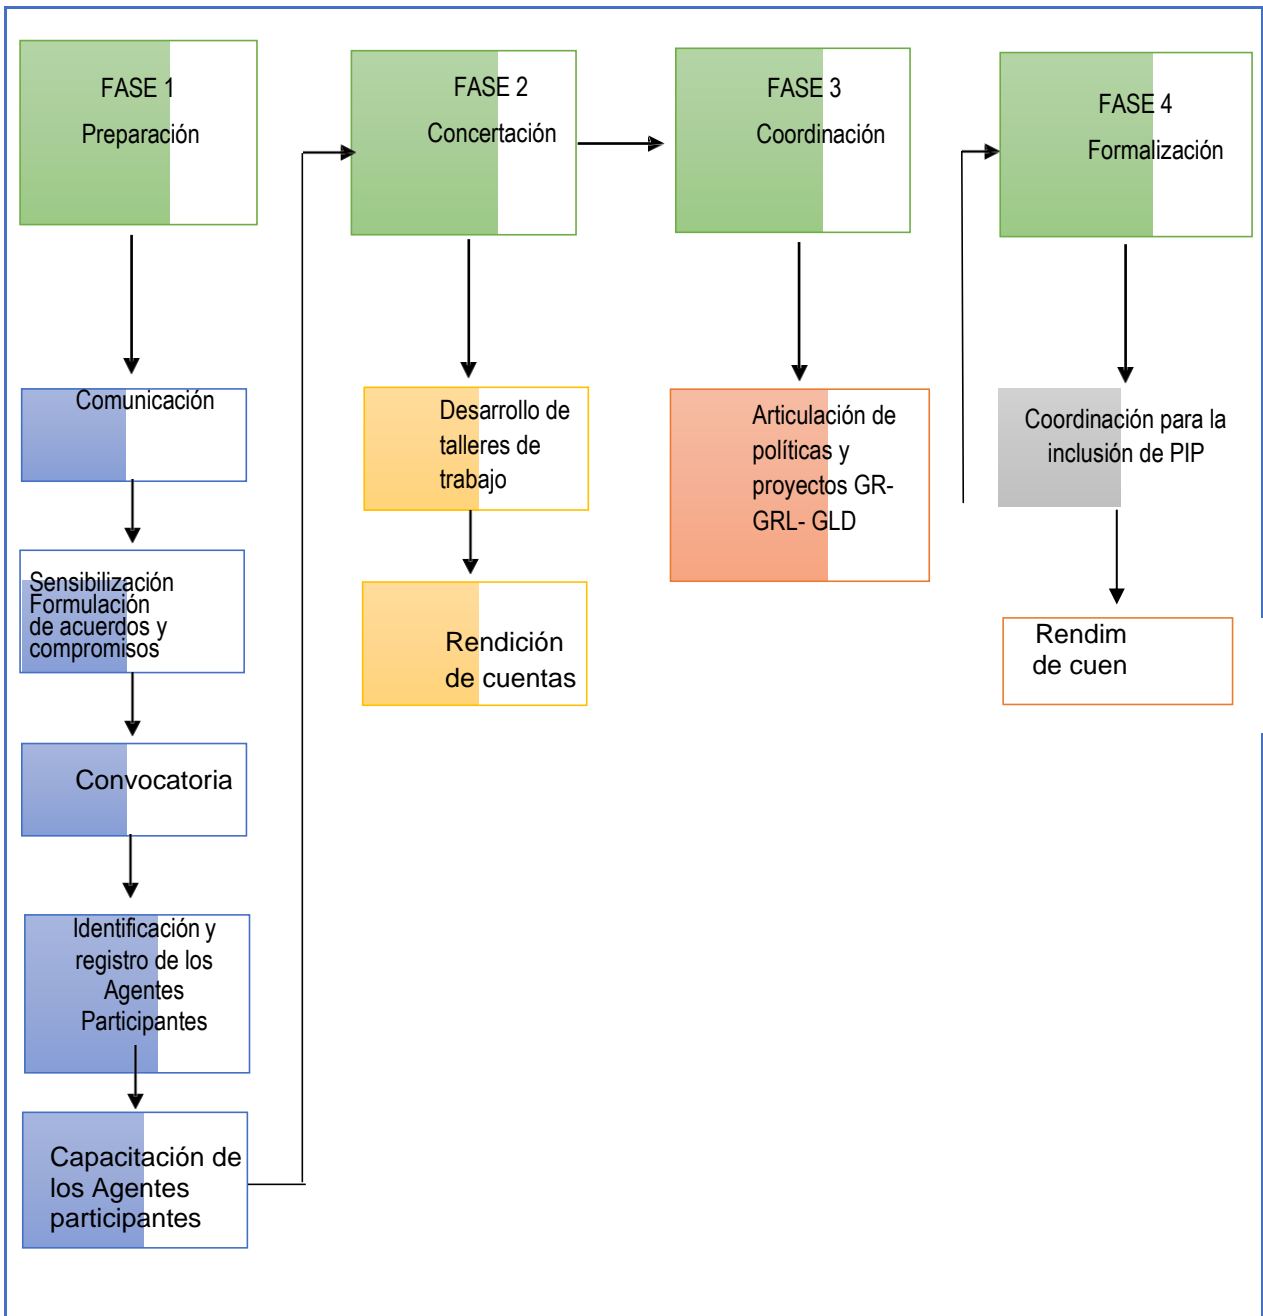 FASE 1
Preparación
Comunicación
Sensibilización
Formulación
de acuerdos y
compromisos
Convocatoria
Identificación y
registro de los
Agentes
Participantes
Capacitación de
los Agentes
participantes
FASE 2
Concertación
Desarrollo de
talleres de
trabajo
Rendición
de cuentas
FASE 3
Coordinación
Articulación de
políticas y
proyectos GR-
GRL- GLD
FASE 4
Formalización
Coordinación para la
inclusión de PIP
Rendim
de cuen